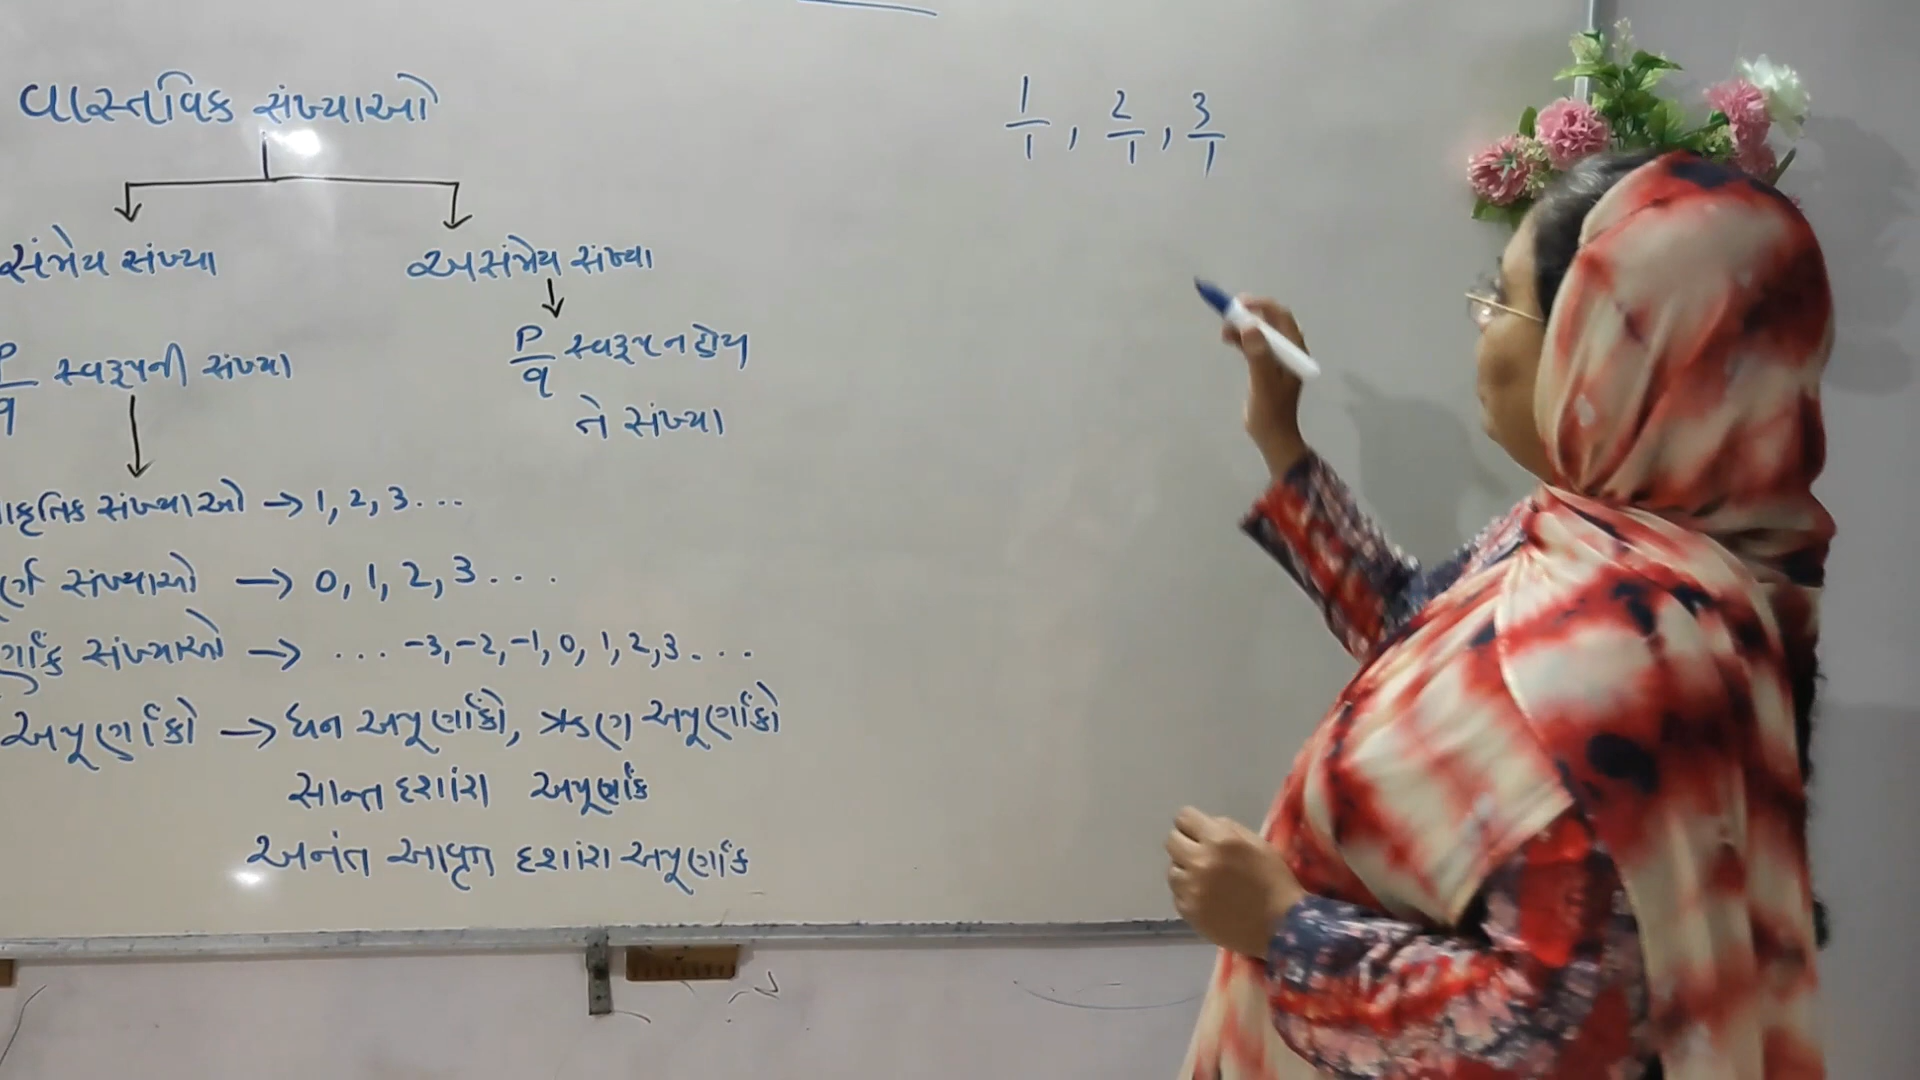 વાસ્તવિક સંખ્યાઓ
સંમેય સંખ્યા
અસંમેય સંખ્યા
P/q સ્વરૂપની સંખ્યા
P/q સ્વરૂપ ન હોય
તે સંખ્યા
સંખ્યાઓ → 1, 2, 3...
સંખ્યાઓ → 0, 1, 2, 3...
સંખ્યાઓ → ... -3, -2, -1, 0, 1, 2, 3...
અપૂર્ણાંકો → ધન અપૂર્ણાંકો, ઋણ અપૂર્ણાંકો
સાન્ત દશાંશ અપૂર્ણાંક
અનંત આવૃત્ત દશાંશ અપૂર્ણાંક
1/1, 2/1, 3/1